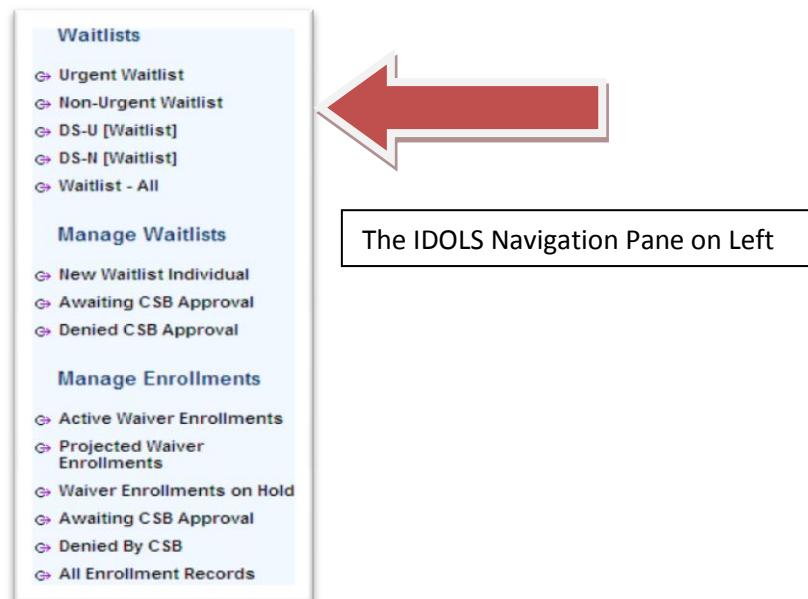 Waitlists
Urgent Waitlist
Non-Urgent Waitlist
DS-U [Waitlist]
DS-N [Waitlist]
Waitlist - All
The IDOLS Navigation Pane on Left
Manage Waitlists
New Waitlist Individual
Awaiting CSB Approval
Denied CSB Approval
Manage Enrollments
Active Waiver Enrollments
Projected Waiver
Enrollments
Waiver Enrollments on Hold
Awaiting CSB Approval
Denied By CSB
All Enrollment Records